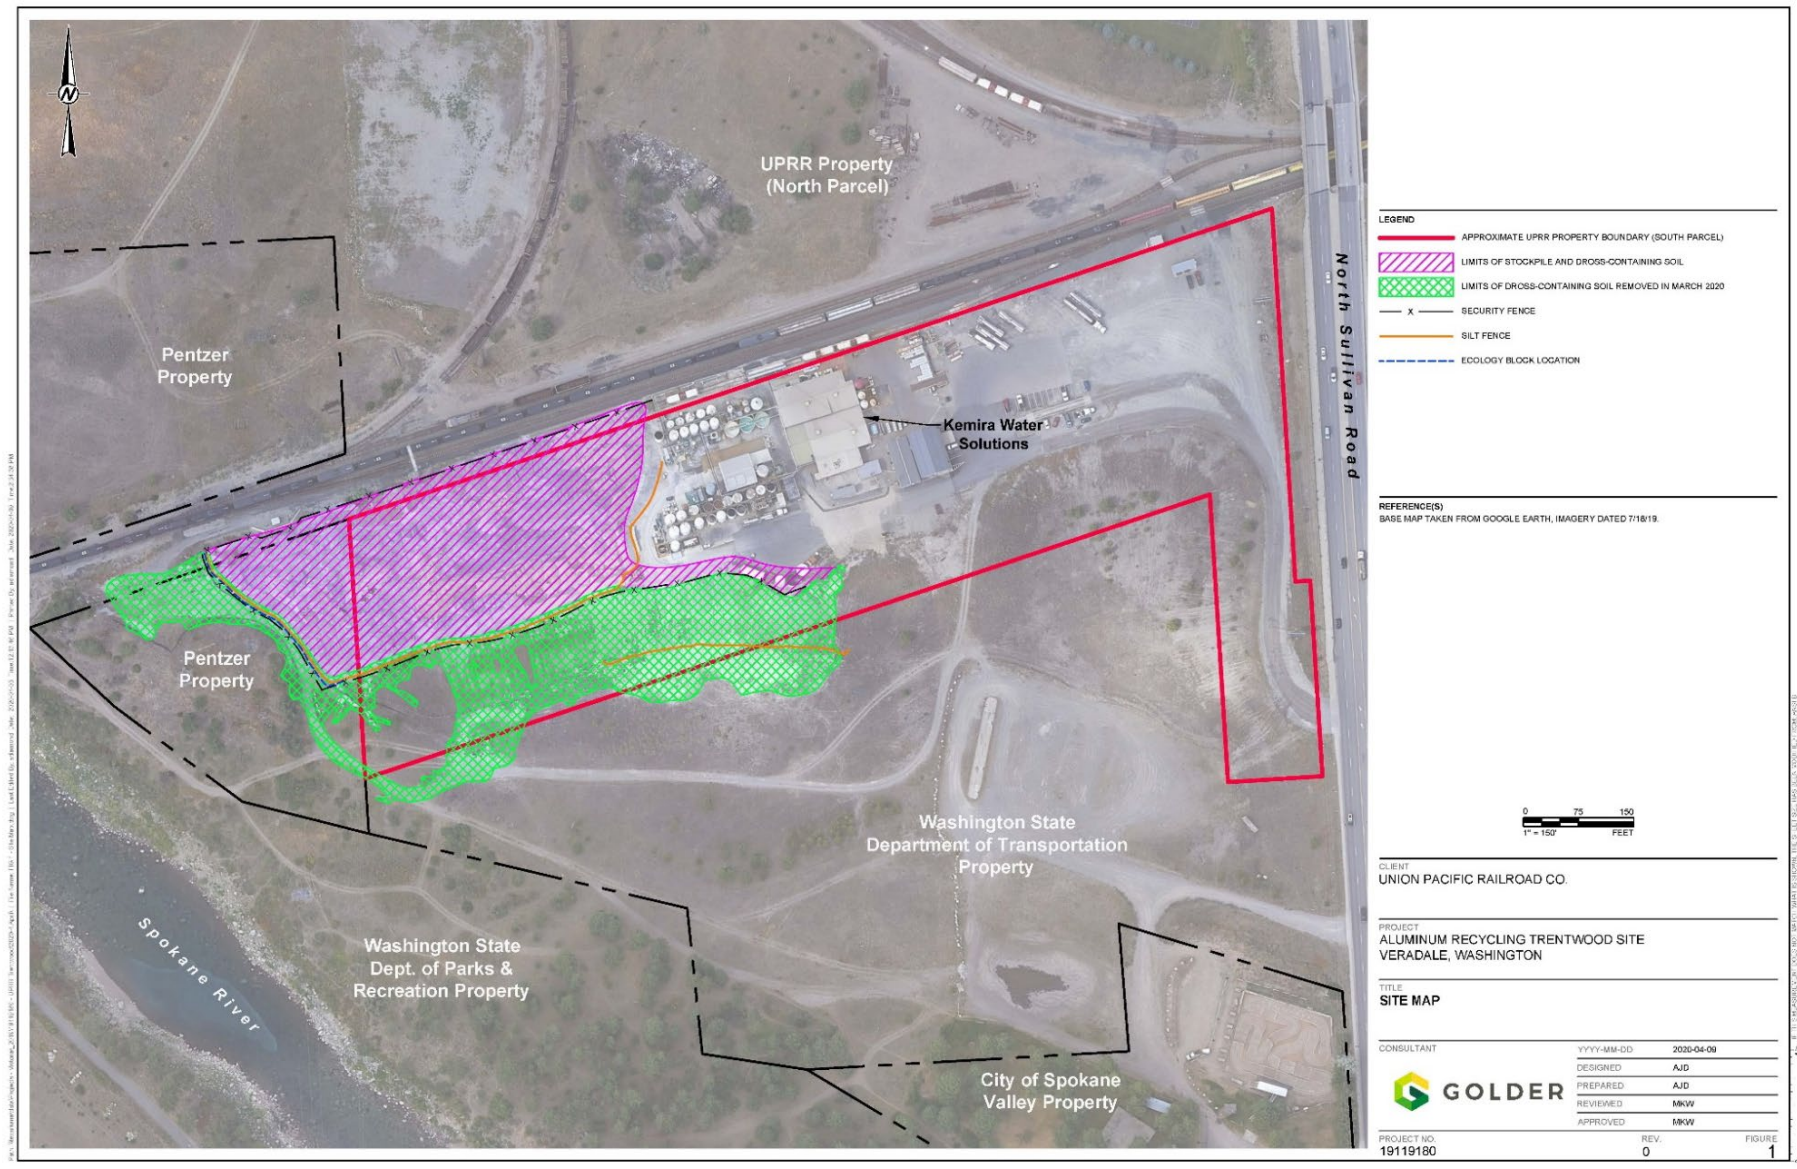 N
UPRR Property
(North Parcel)
Pentzer
Property
North Sullivan Road
Kemira Water
Solutions
Pentzer
Property
Washington State
Department of Transportation
Property
Spokane River
Washington State
Dept. of Parks &
Recreation Property
City of Spokane
Valley Property
LEGEND
APPROXIMATE UPRR PROPERTY BOUNDARY (SOUTH PARCEL)
LIMITS OF STOCKPILE AND DROSS-CONTAINING SOIL
LIMITS OF DROSS-CONTAINING SOIL REMOVED IN MARCH 2020
X SECURITY FENCE
SILT FENCE
ECOLOGY BLOCK LOCATION
REFERENCE(S)
BASE MAP TAKEN FROM GOOGLE EARTH, IMAGERY DATED 7/18/19.
0 75 150
1" = 150' FEET
CLIENT
UNION PACIFIC RAILROAD CO.
PROJECT
ALUMINUM RECYCLING TRENTWOOD SITE
VERADALE, WASHINGTON
TITLE
SITE MAP
CONSULTANT
GOLDER
YYYY-MM-DD 2020-04-09
DESIGNED AJD
PREPARED AJD
REVIEWED MKW
APPROVED MKW
PROJECT NO. REV. FIGURE
19119180 0 1